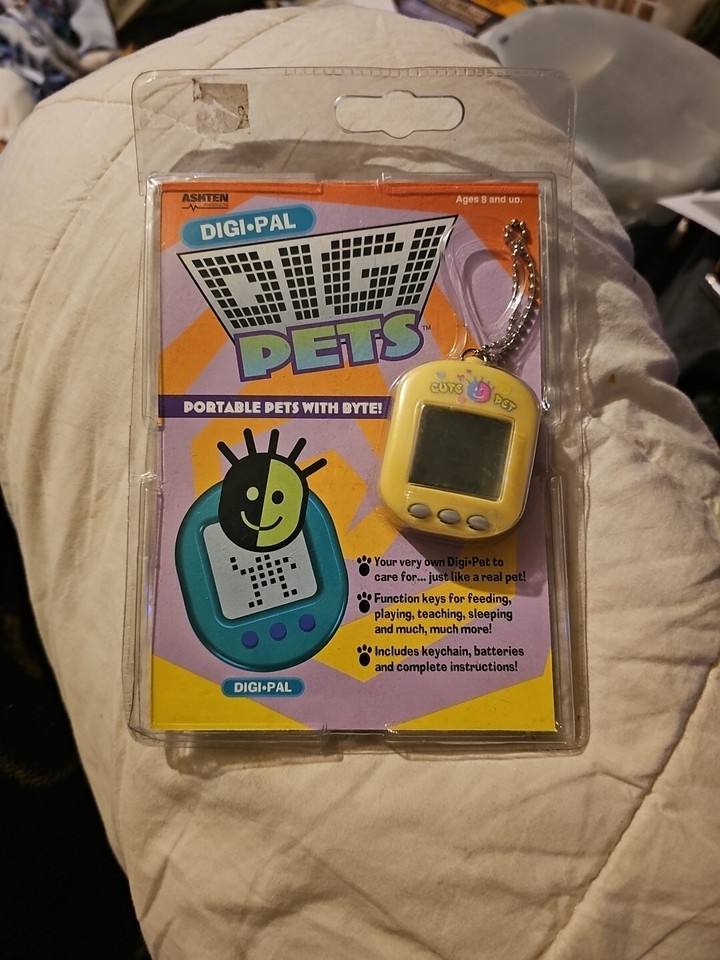 ASHTEN
Ages 8 and up.
DIGI•PAL
DIGI
PETS™
CUTE PET
PORTABLE PETS WITH BYTE!
Your very own Digi•Pet to
care for... just like a real pet!
Function keys for feeding,
playing, teaching, sleeping
and much, much more!
Includes keychain, batteries
and complete instructions!
DIGI•PAL